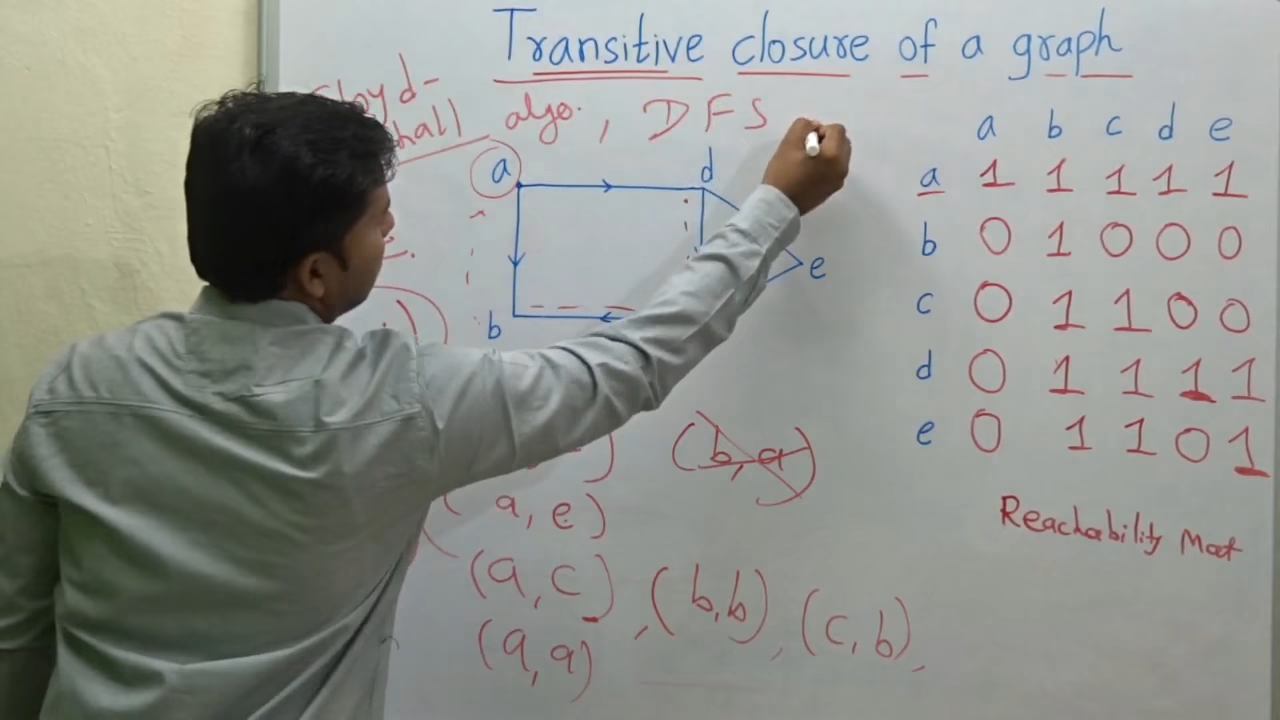 Transitive closure of a graph
algo., DFS
a b c d e
a 1 1 1 1 1
b 0 1 0 0 0
c 0 1 1 0 0
d 0 1 1 1 1
e 0 1 1 0 1
a d
e
b
(b,a)
a,e)
(a,c) , (b,b) , (c,b),
(a,a)
Reachability Mat